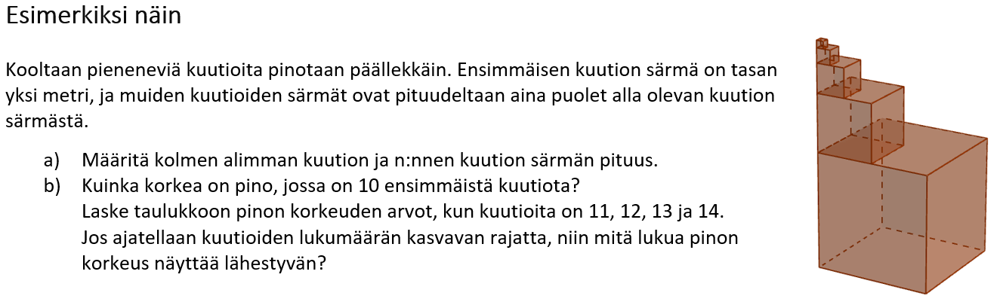 Esimerkiksi näin
Kooltaan pieneneviä kuutioita pinotaan päällekkäin. Ensimmäisen kuution särmä on tasan
yksi metri, ja muiden kuutioiden särmät ovat pituudeltaan aina puolet alla olevan kuution
särmästä.
a) Määritä kolmen alimman kuution ja n:nnen kuution särmän pituus.
b) Kuinka korkea on pino, jossa on 10 ensimmäistä kuutiota?
Laske taulukkoon pinon korkeuden arvot, kun kuutioita on 11, 12, 13 ja 14.
Jos ajatellaan kuutioiden lukumäärän kasvavan rajatta, niin mitä lukua pinon
korkeus näyttää lähestyvän?